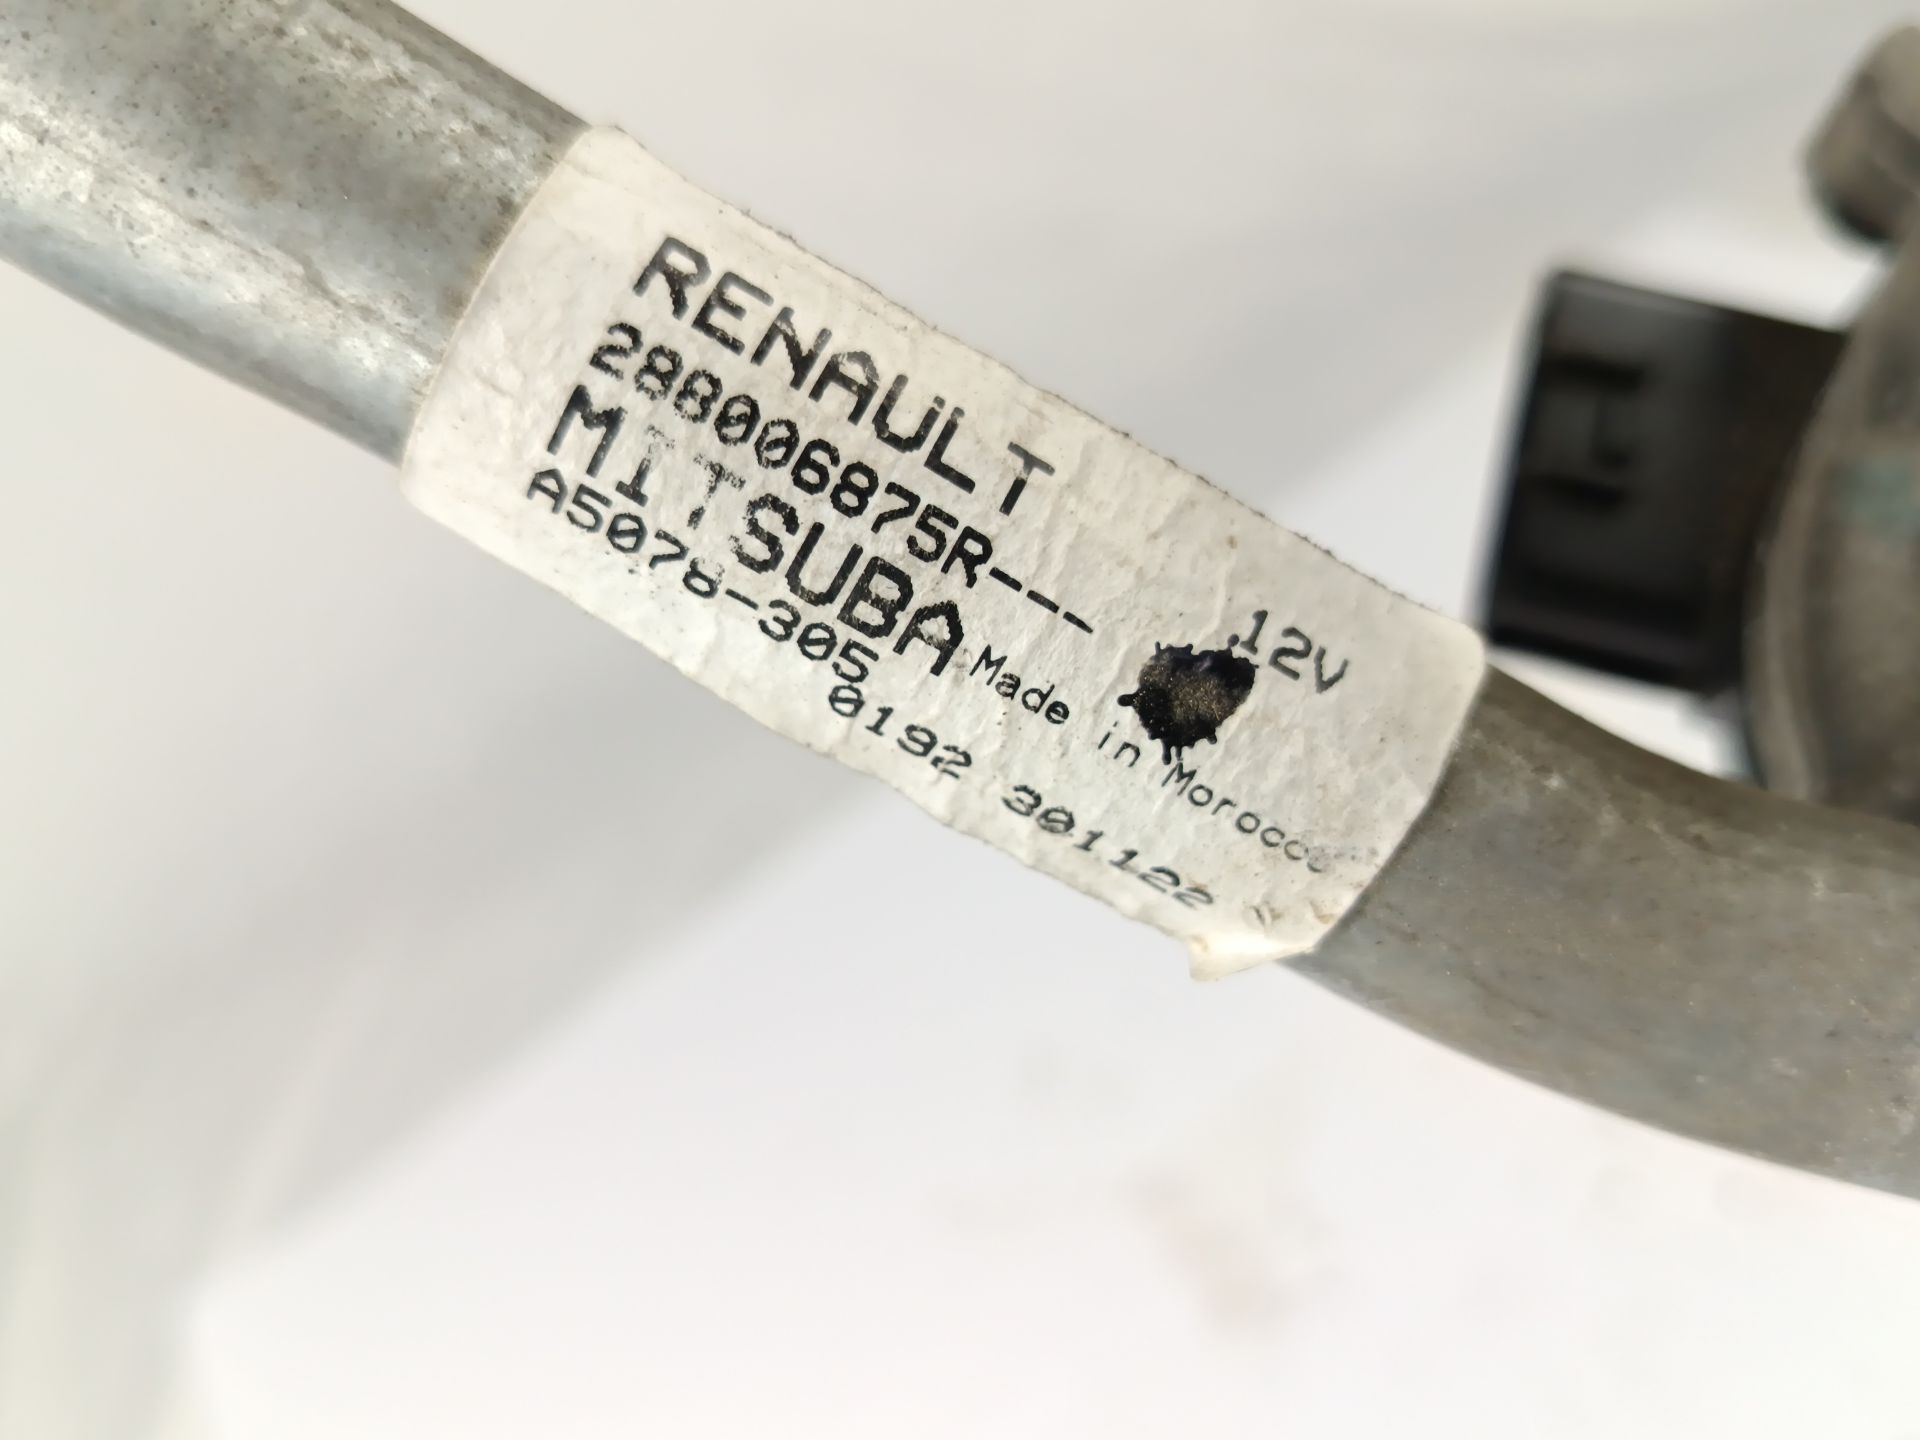 RENAULT
288006875R---
12V
MITSUBA
Made in Morocco
A5078-305
0192 301122